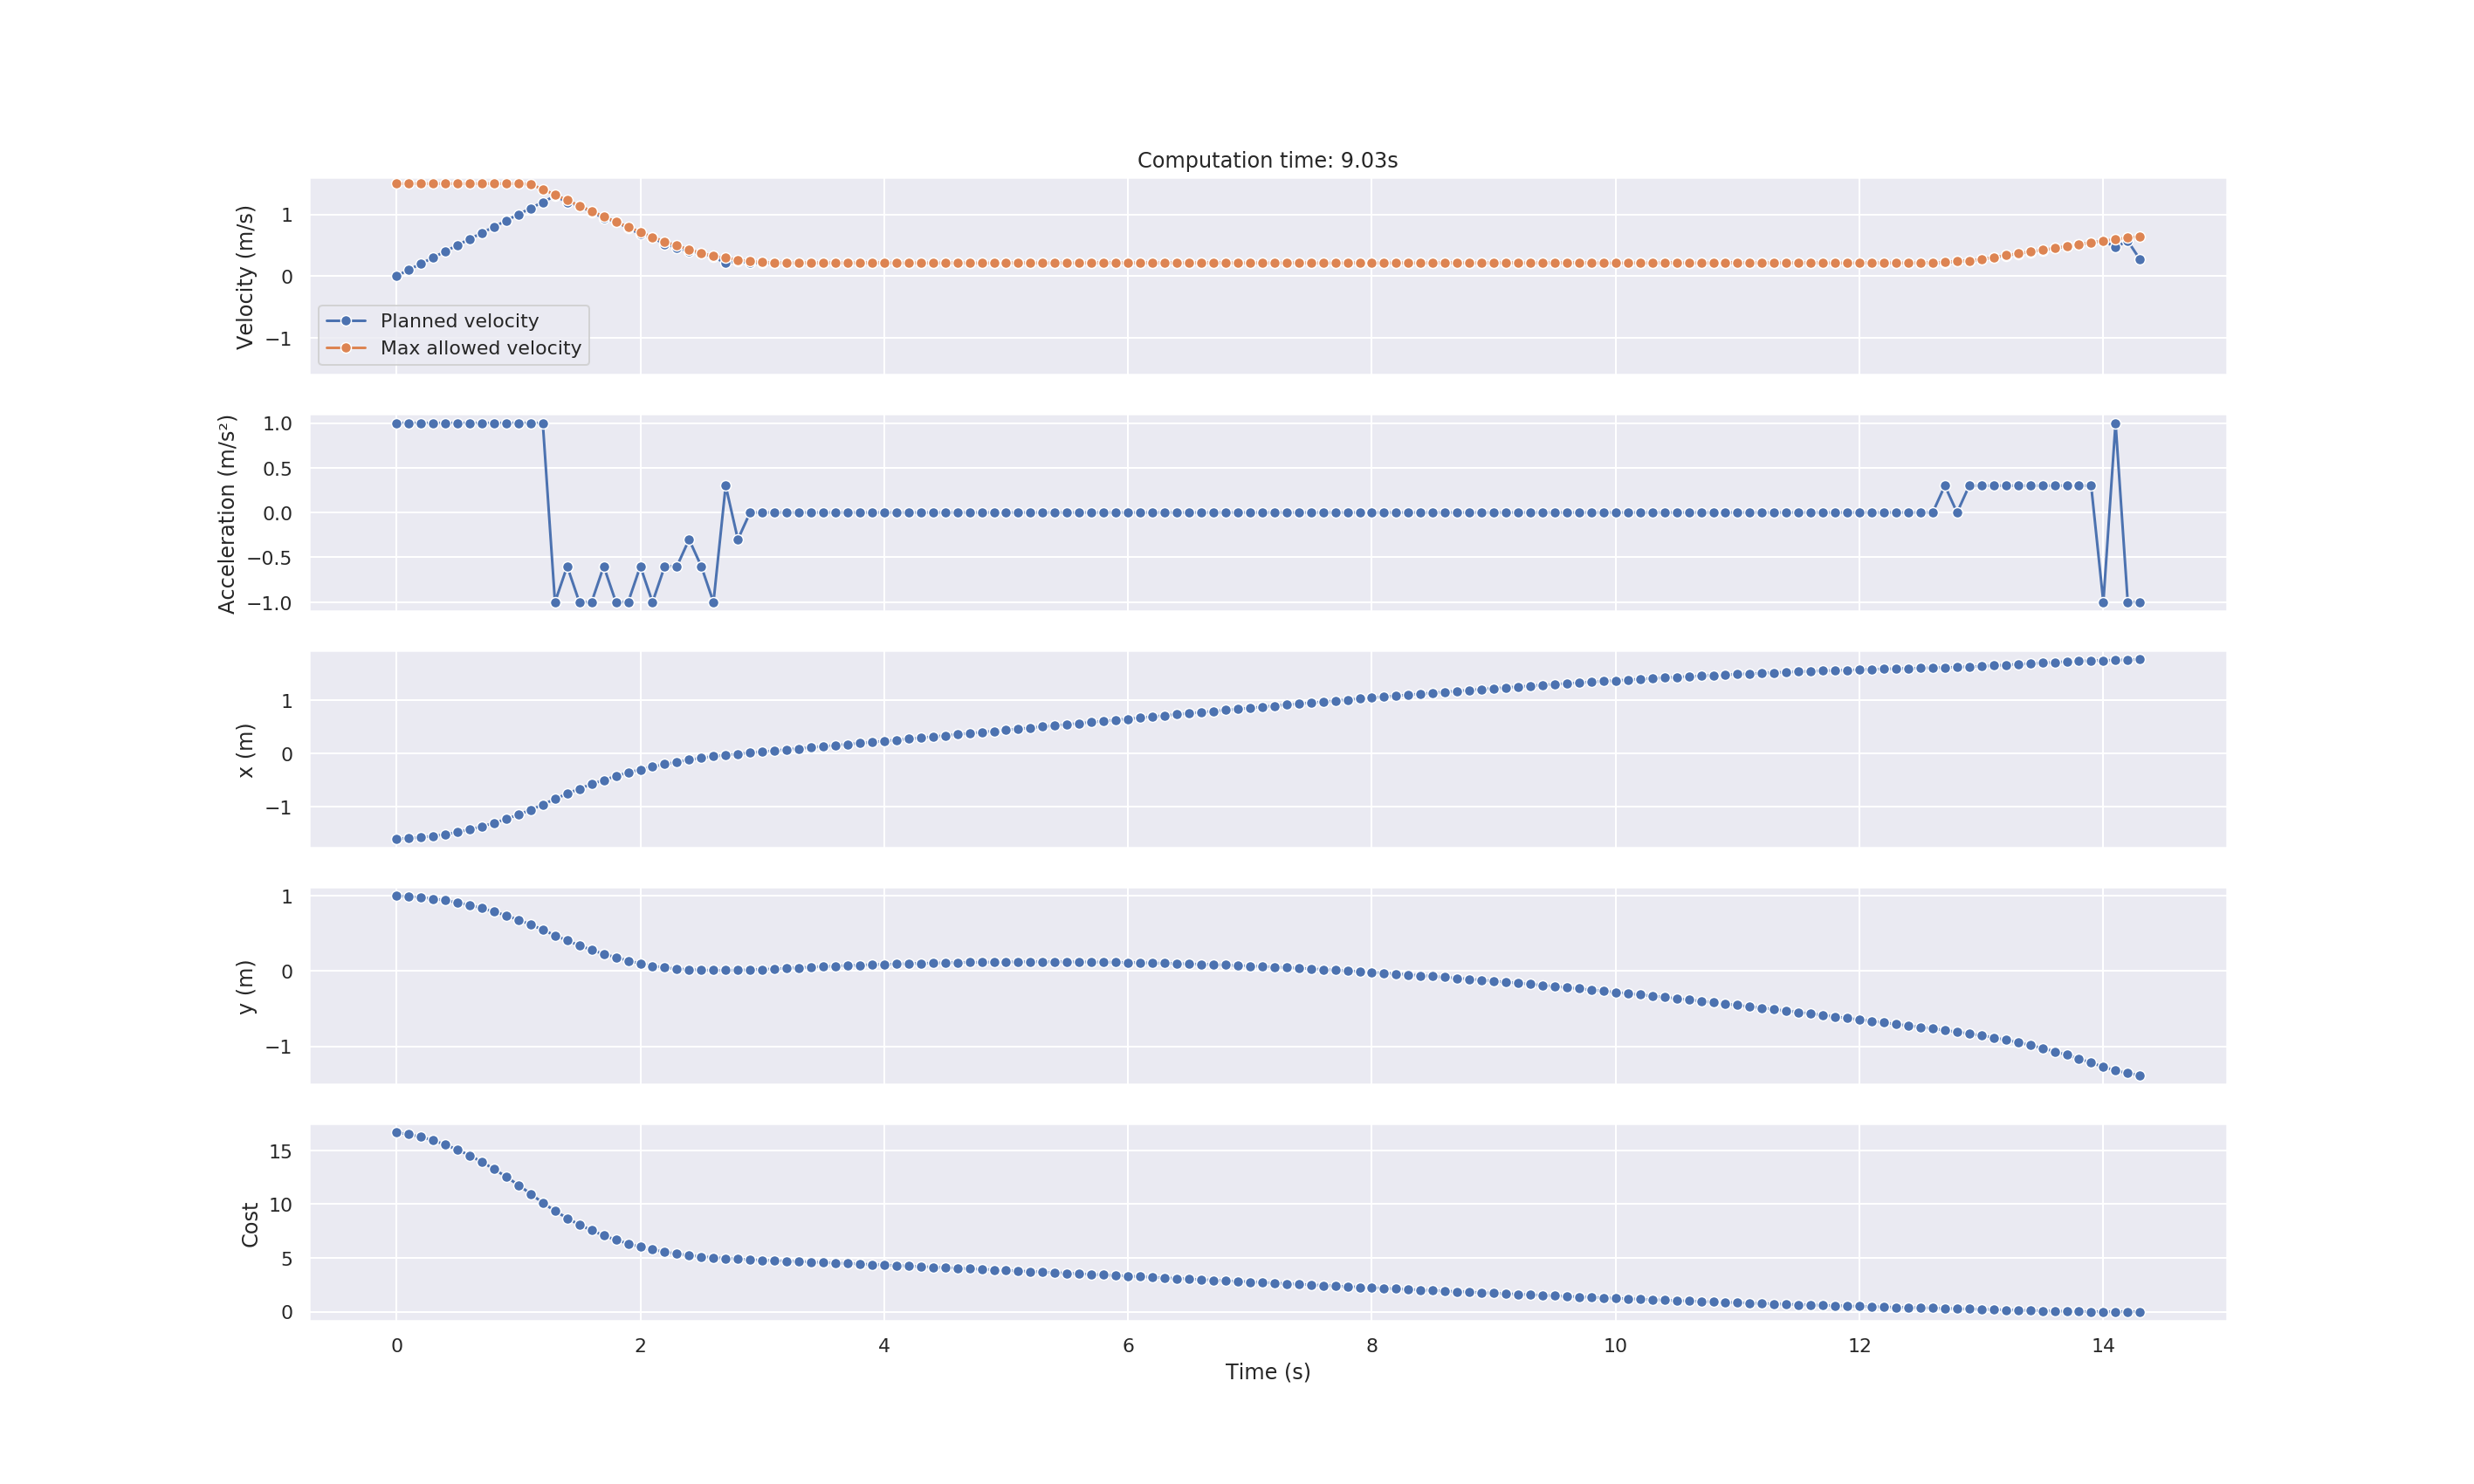 Computation time: 9.03s
Velocity (m/s)
1
0
−1
Planned velocity
Max allowed velocity
Acceleration (m/s²)
1.0
0.5
0.0
−0.5
−1.0
x (m)
1
0
−1
y (m)
1
0
−1
Cost
15
10
5
0
0 2 4 6 8 10 12 14
Time (s)